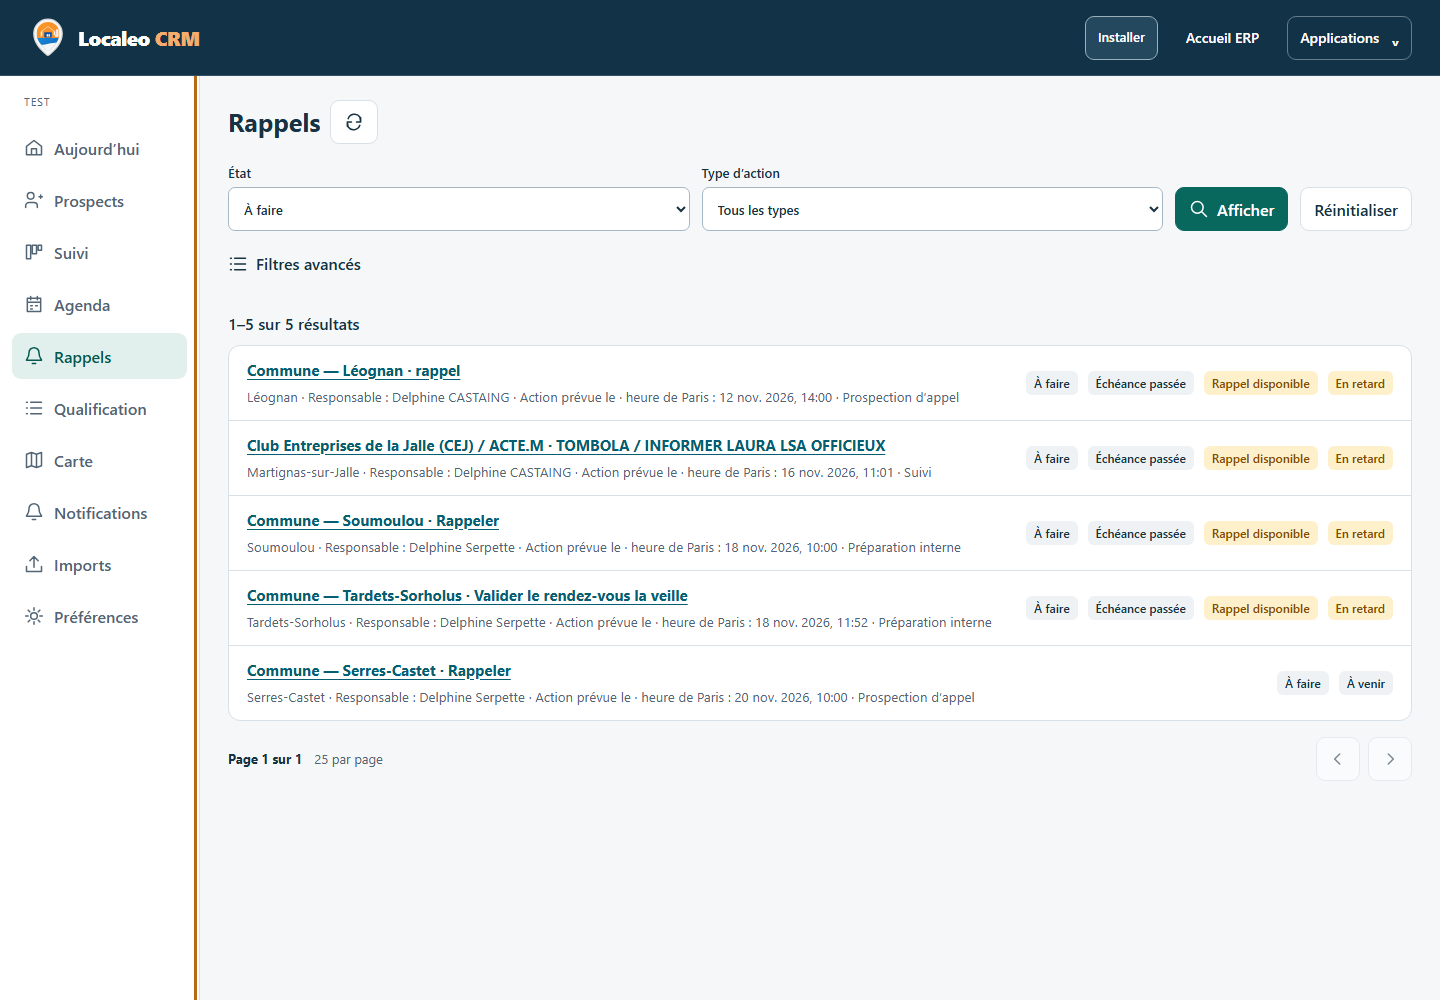 Localeo CRM
Installer
Accueil ERP
Applications
TEST
Aujourd'hui
Prospects
Suivi
Agenda
Rappels
Qualification
Carte
Notifications
Imports
Préférences
Rappels
État
À faire
Type d'action
Tous les types
Afficher
Réinitialiser
Filtres avancés
1–5 sur 5 résultats
Commune — Léognan · rappel
Léognan · Responsable : Delphine CASTAING · Action prévue le · heure de Paris : 12 nov. 2026, 14:00 · Prospection d'appel
À faire
Échéance passée
Rappel disponible
En retard
Club Entreprises de la Jalle (CEJ) / ACTE.M · TOMBOLA / INFORMER LAURA LSA OFFICIEUX
Martignas-sur-Jalle · Responsable : Delphine CASTAING · Action prévue le · heure de Paris : 16 nov. 2026, 11:01 · Suivi
À faire
Échéance passée
Rappel disponible
En retard
Commune — Soumoulou · Rappeler
Soumoulou · Responsable : Delphine Serpette · Action prévue le · heure de Paris : 18 nov. 2026, 10:00 · Préparation interne
À faire
Échéance passée
Rappel disponible
En retard
Commune — Tardets-Sorholus · Valider le rendez-vous la veille
Tardets-Sorholus · Responsable : Delphine Serpette · Action prévue le · heure de Paris : 18 nov. 2026, 11:52 · Préparation interne
À faire
Échéance passée
Rappel disponible
En retard
Commune — Serres-Castet · Rappeler
Serres-Castet · Responsable : Delphine Serpette · Action prévue le · heure de Paris : 20 nov. 2026, 10:00 · Prospection d'appel
À faire
À venir
Page 1 sur 1
25 par page